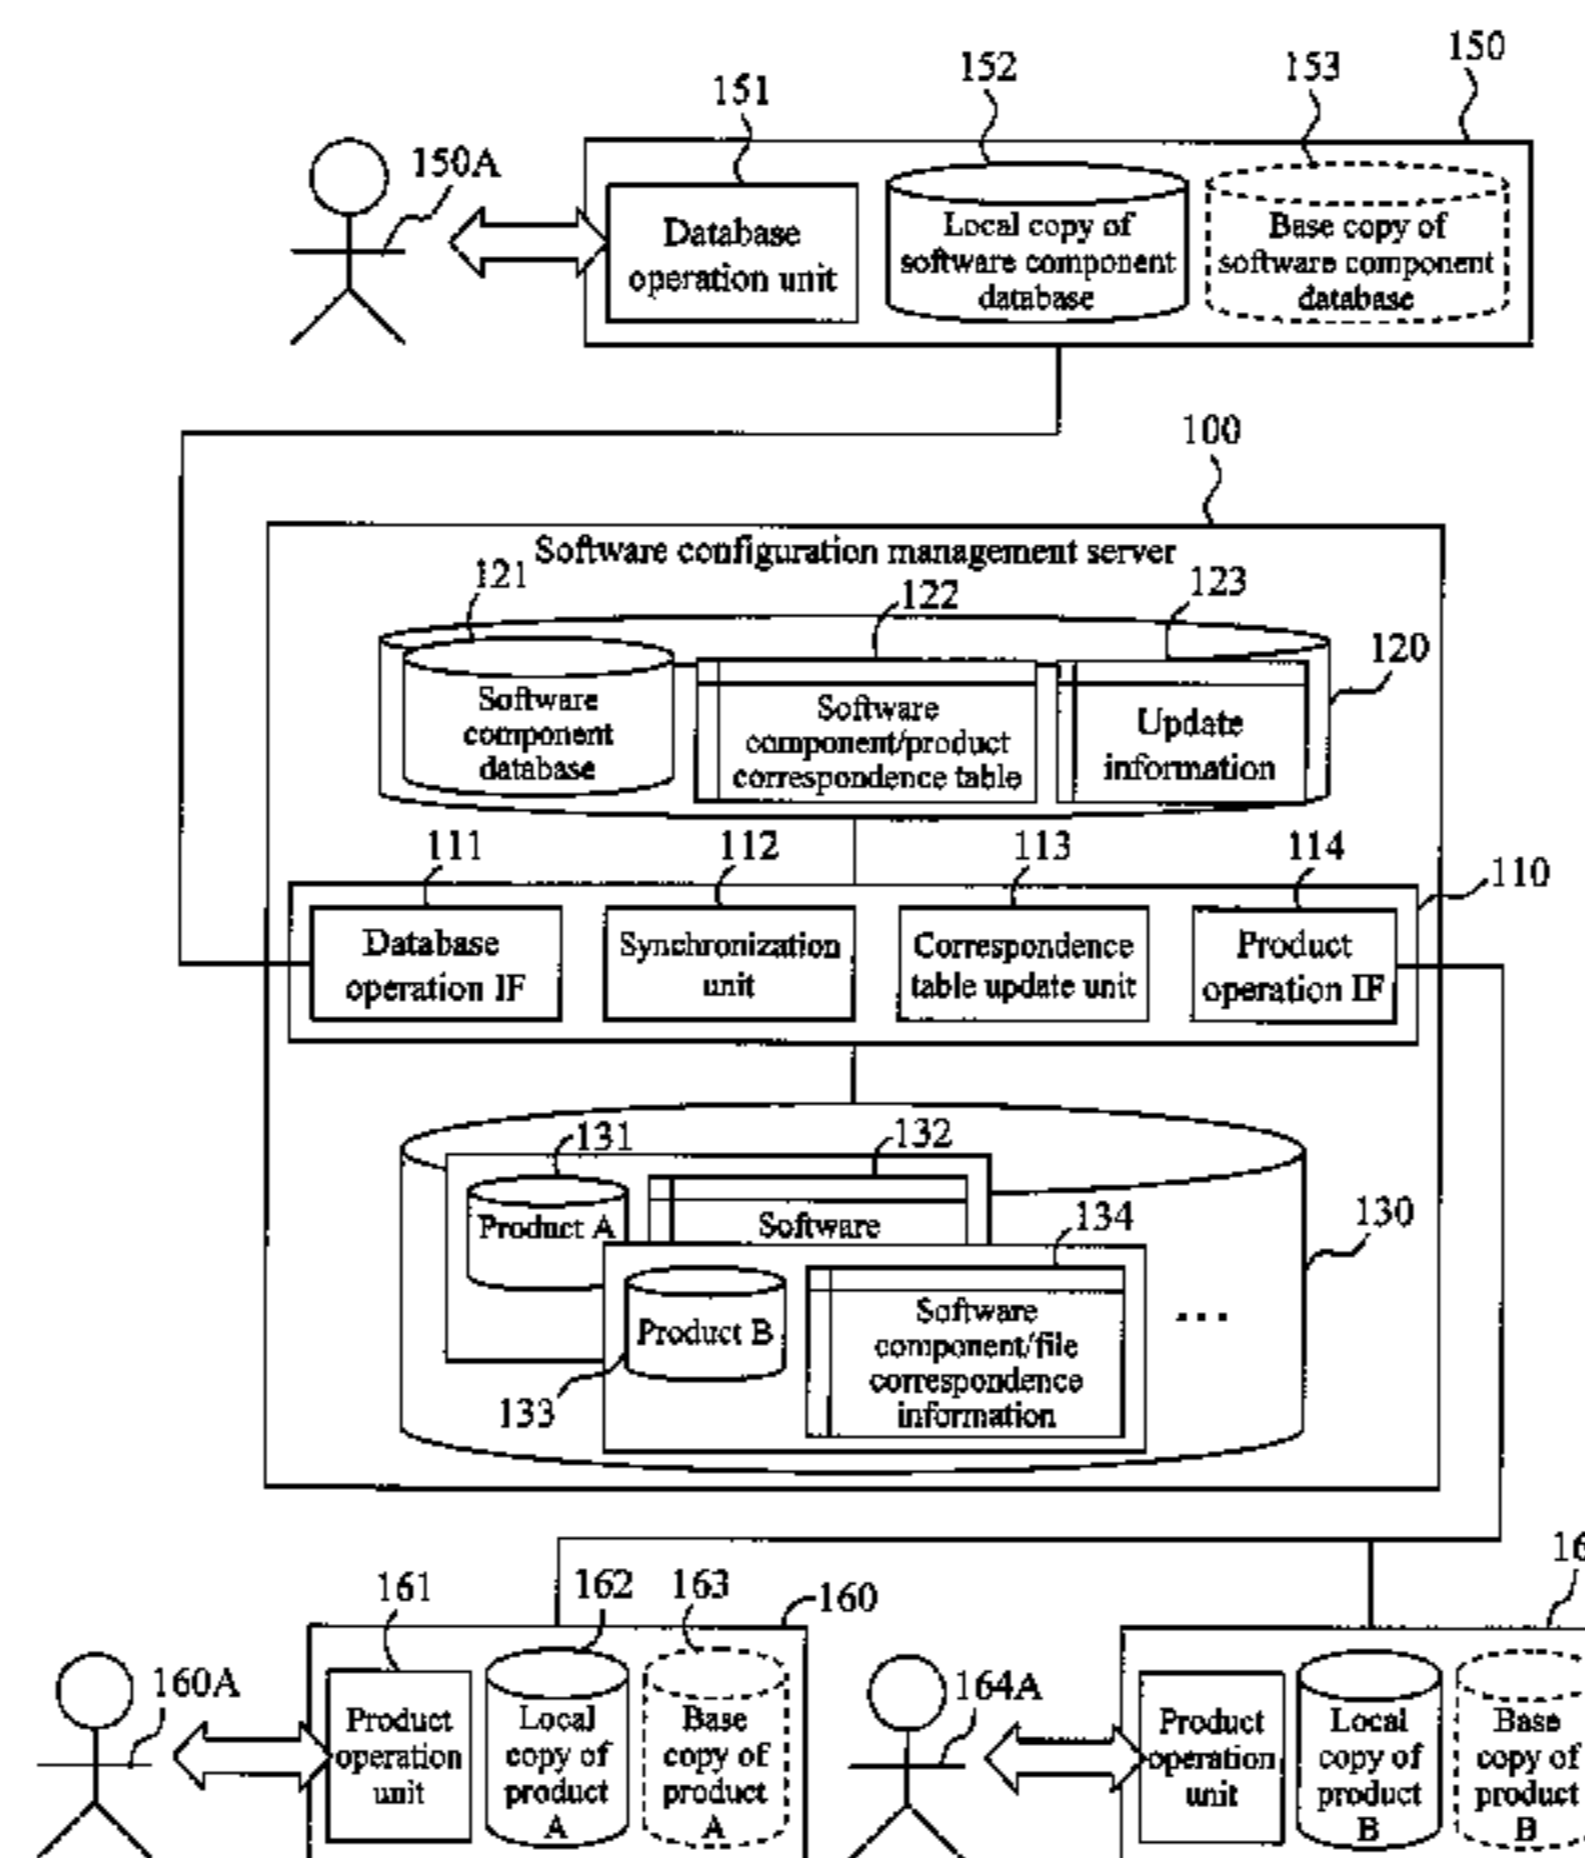 150
153
152
151
150A
Database
operation unit
Local copy of
software component
database
Base copy of
software component
database
100
Software configuration management server
121
122
123
120
Software
component
database
Software
component/product
correspondence table
Update
information
111
112
113
114
110
Database
operation IF
Synchronization
unit
Correspondence
table update unit
Product
operation IF
131
132
134
130
Product A
Software
Product B
Software
component/file
correspondence
information
...
133
161
162
163
160
160A
Product
operation
unit
Local
copy of
product
A
Base
copy of
product
A
164A
Product
operation
unit
Local
copy of
product
B
Base
copy of
product
B